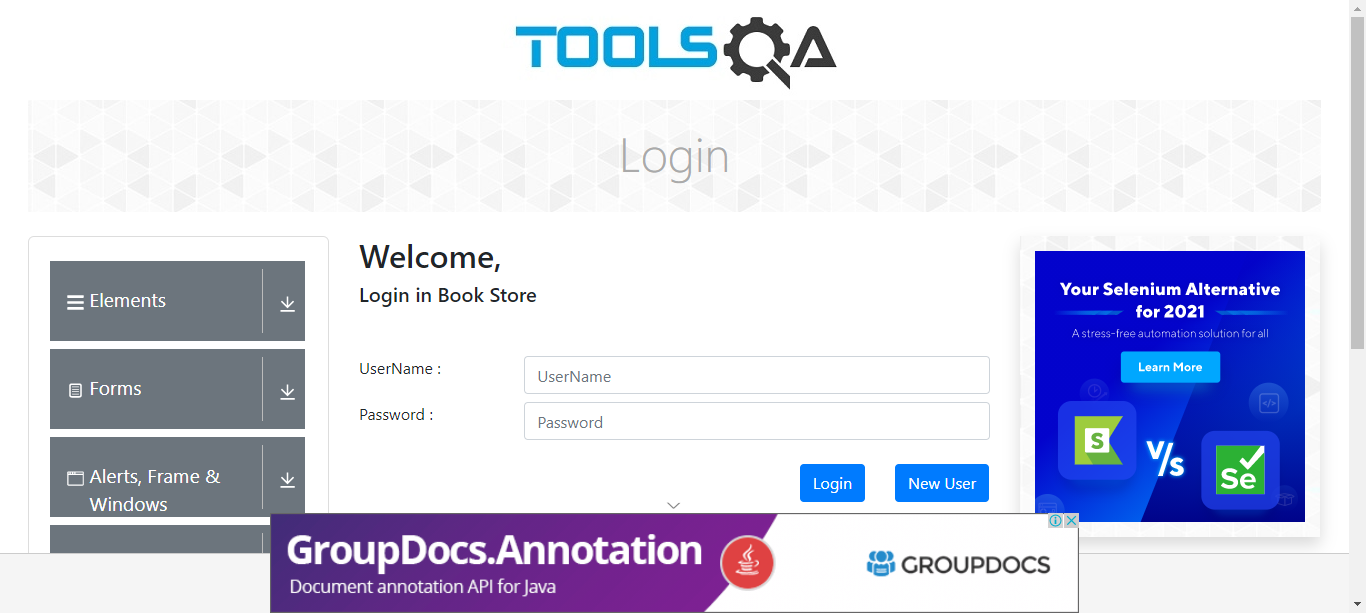 TOOLSQA
Login
Elements
Forms
Alerts, Frame &
Windows
Welcome,
Login in Book Store
UserName :
UserName
Password :
Password
Login
New User
Your Selenium Alternative
for 2021
A stress-free automation solution for all
Learn More
S
V/s
Se
GroupDocs.Annotation
Document annotation API for Java
GROUPDOCS